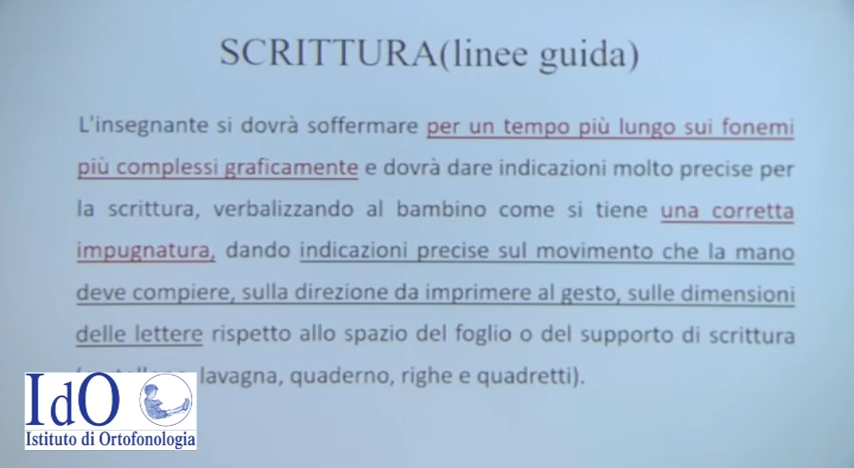 SCRITTURA(linee guida)
L'insegnante si dovrà soffermare per un tempo più lungo sui fonemi
più complessi graficamente e dovrà dare indicazioni molto precise per
la scrittura, verbalizzando al bambino come si tiene una corretta
impugnatura, dando indicazioni precise sul movimento che la mano
deve compiere, sulla direzione da imprimere al gesto, sulle dimensioni
delle lettere rispetto allo spazio del foglio o del supporto di scrittura
lavagna, quaderno, righe e quadretti).
IdO
Istituto di Ortofonologia